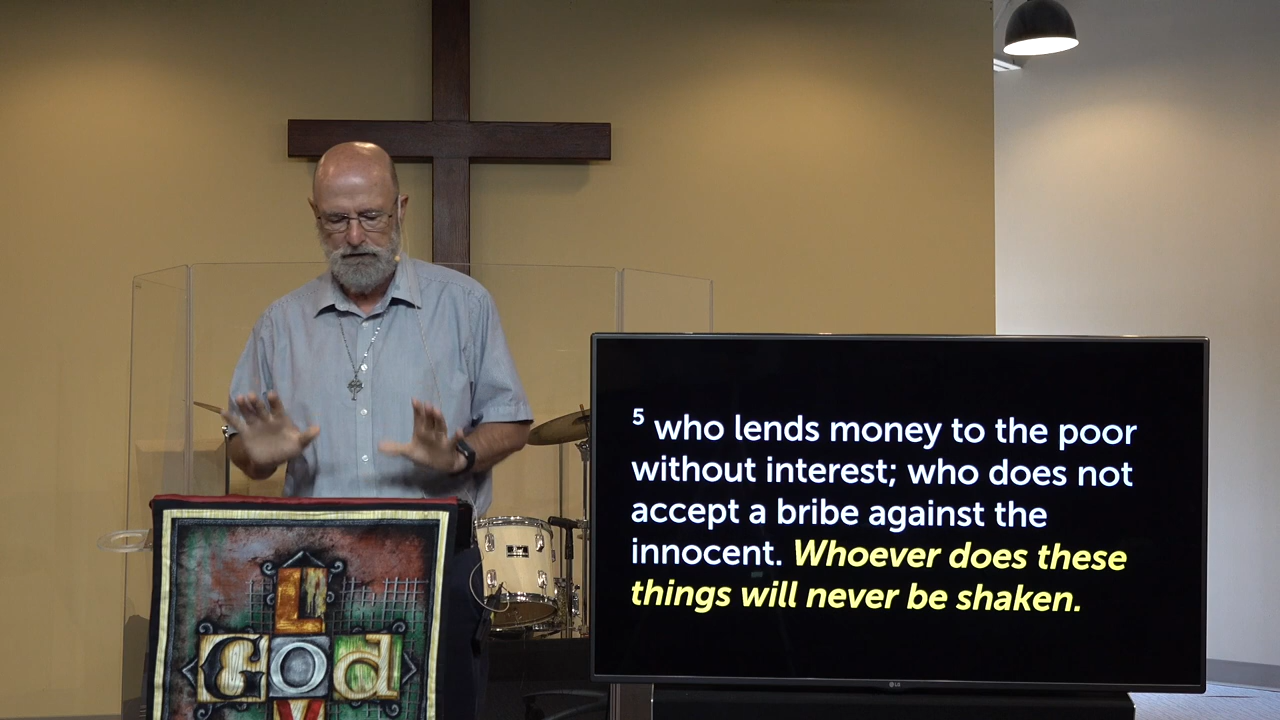 5 who lends money to the poor
without interest; who does not
accept a bribe against the
innocent. Whoever does these
things will never be shaken.
LG
L
God
V